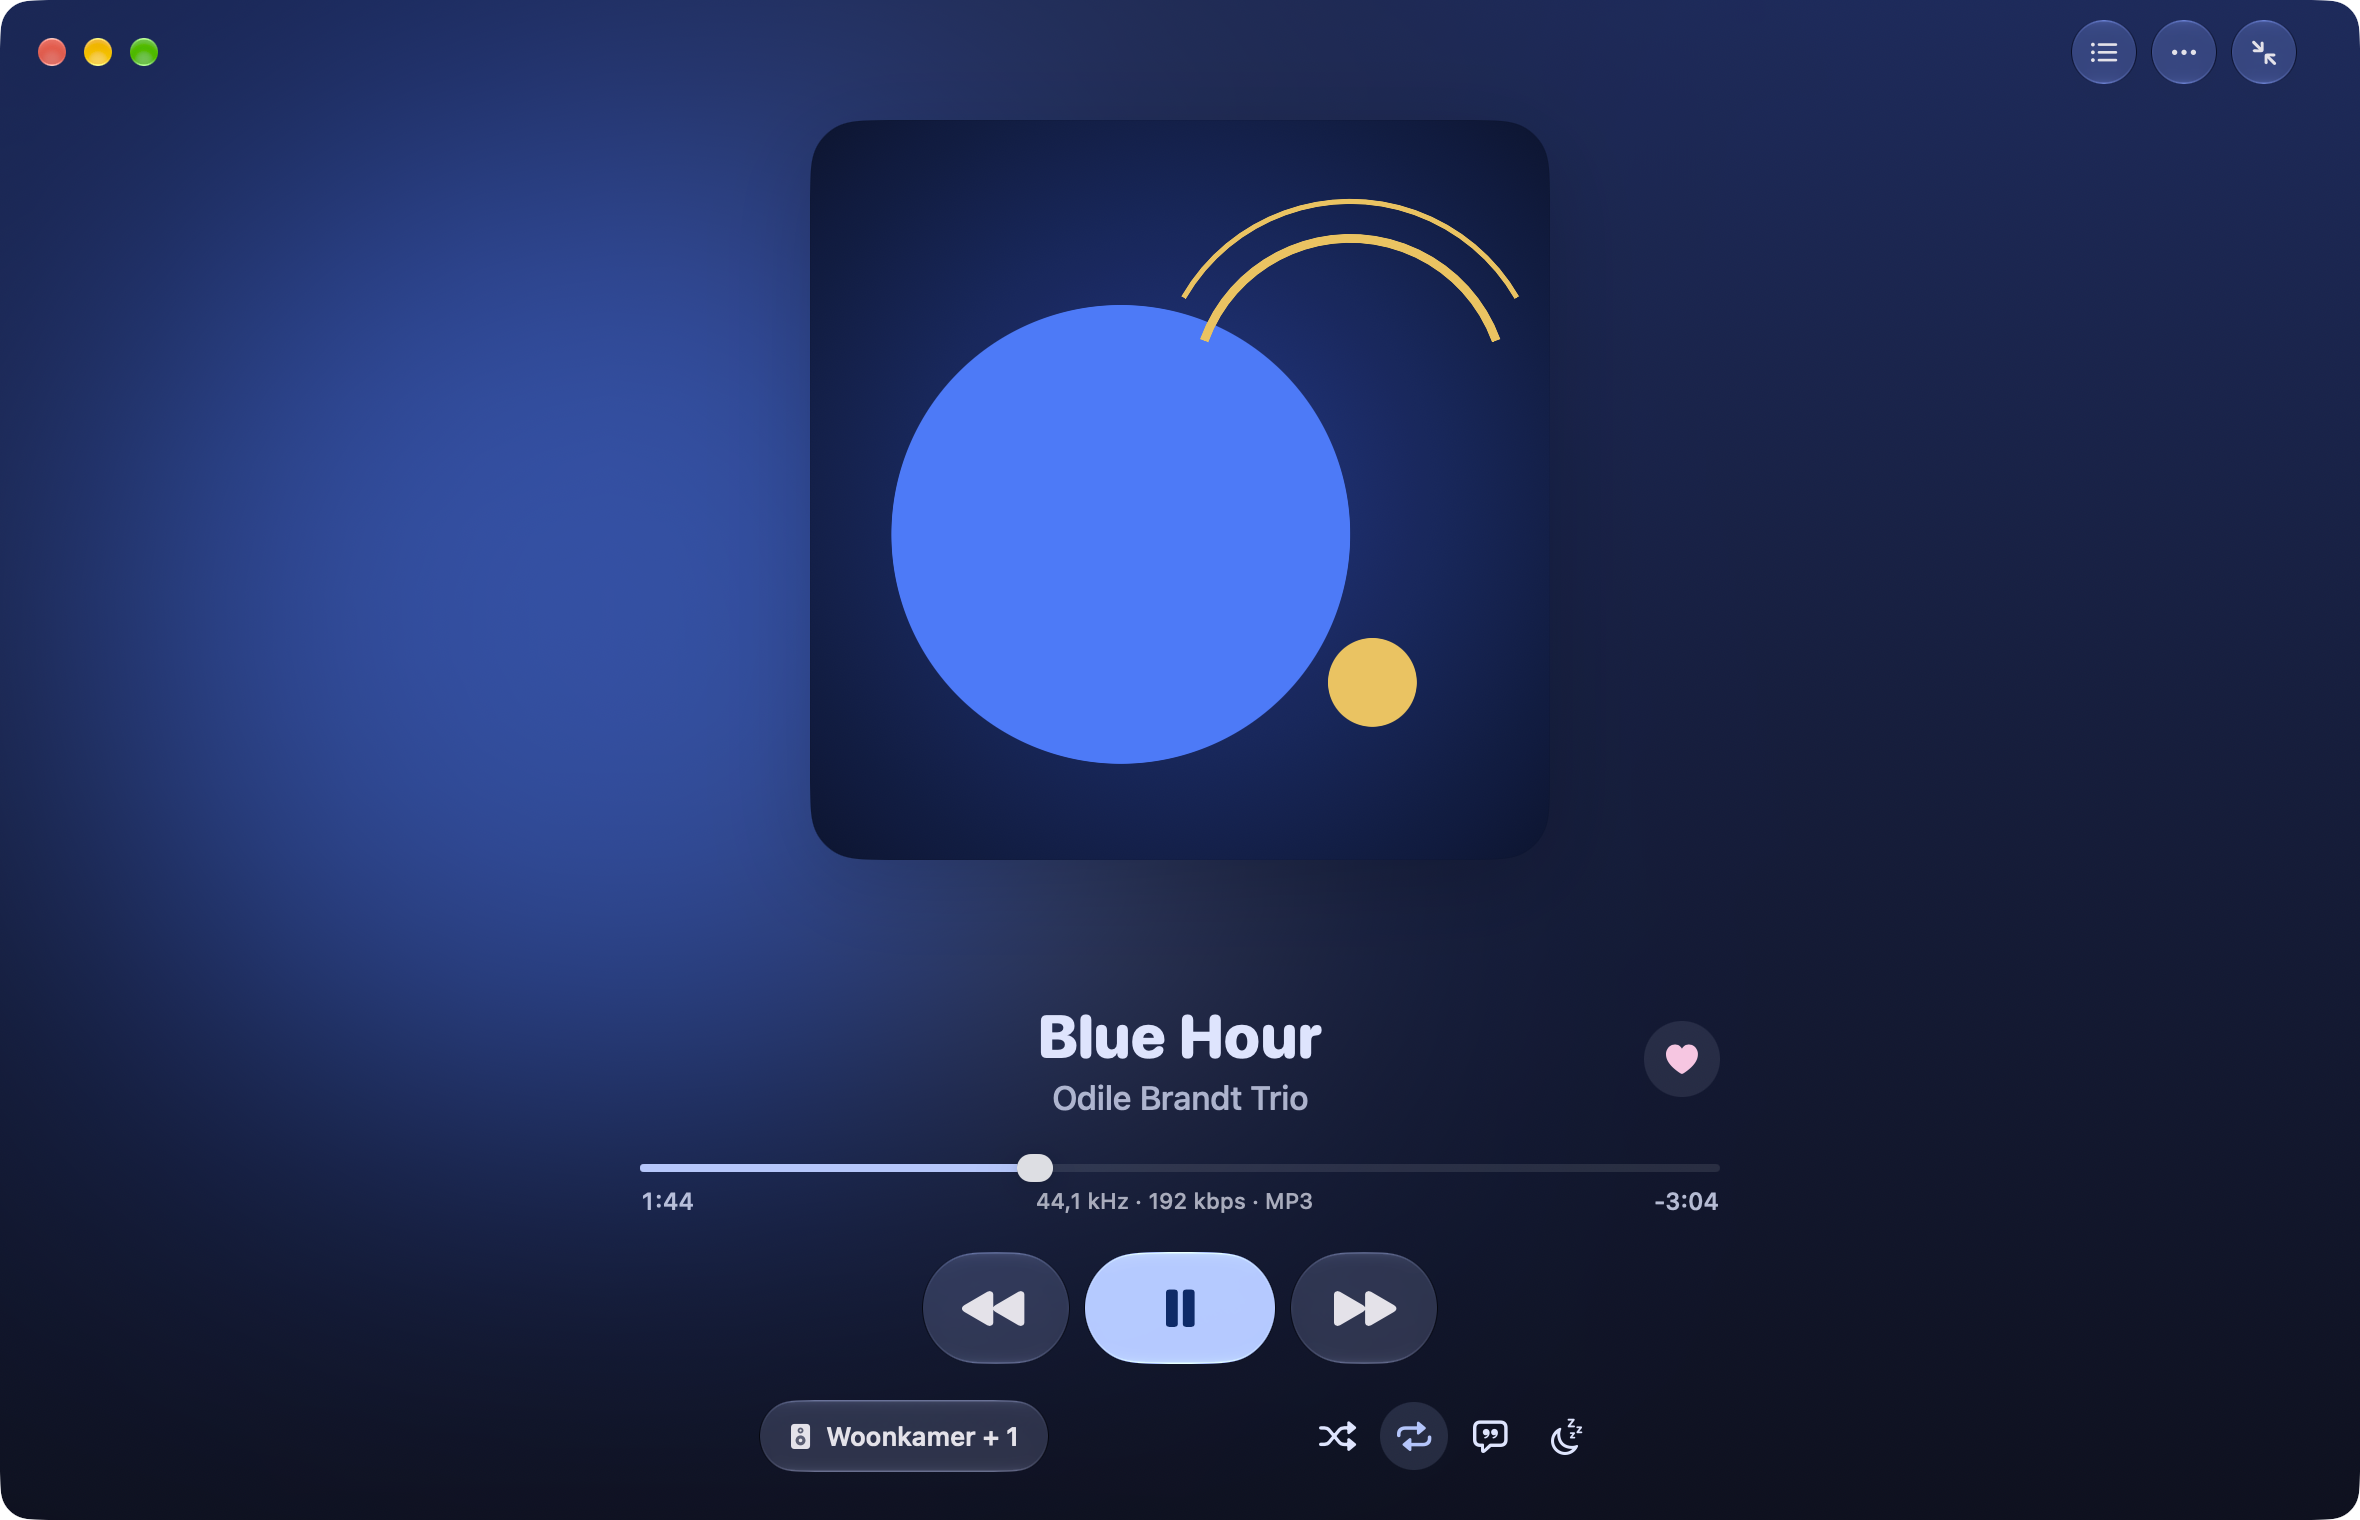 Blue Hour
Odile Brandt Trio
1:44
44,1 kHz · 192 kbps · MP3
-3:04
Woonkamer + 1